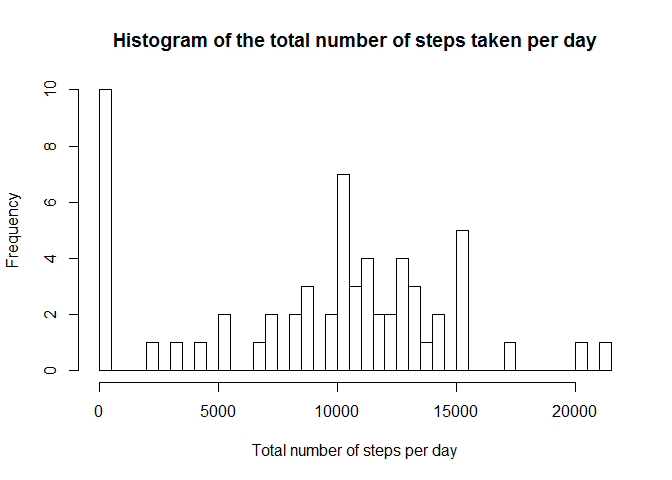 Histogram of the total number of steps taken per day
Frequency
10
8
6
4
2
0
0 5000 10000 15000 20000
Total number of steps per day